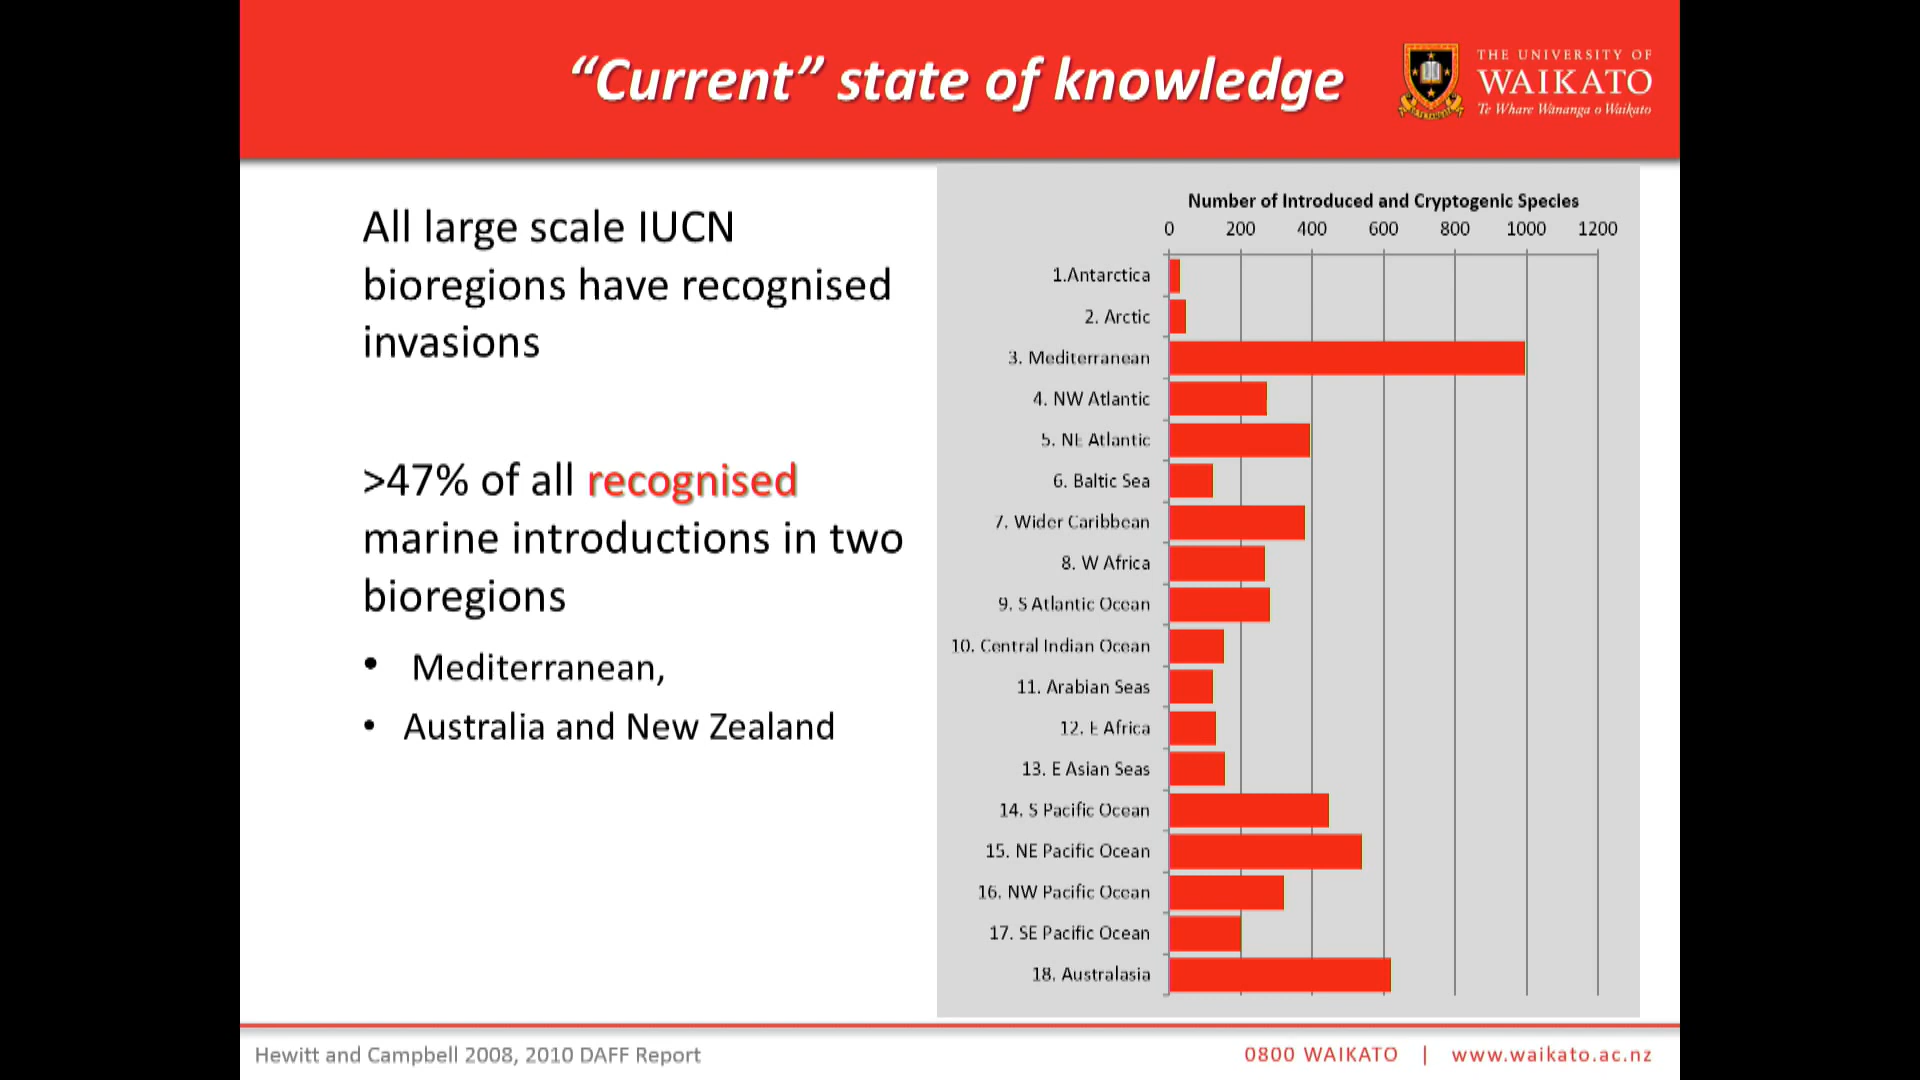 “Current” state of knowledge
THE UNIVERSITY OF
WAIKATO
Te Whare Wānanga o Waikato
All large scale IUCN
bioregions have recognised
invasions
>47% of all recognised
marine introductions in two
bioregions
• Mediterranean,
• Australia and New Zealand
Number of Introduced and Cryptogenic Species
0 200 400 600 800 1000 1200
1.Antarctica
2. Arctic
3. Mediterranean
4. NW Atlantic
5. NE Atlantic
6. Baltic Sea
7. Wider Caribbean
8. W Africa
9. S Atlantic Ocean
10. Central Indian Ocean
11. Arabian Seas
12. E Africa
13. E Asian Seas
14. S Pacific Ocean
15. NE Pacific Ocean
16. NW Pacific Ocean
17. SE Pacific Ocean
18. Australasia
Hewitt and Campbell 2008, 2010 DAFF Report
0800 WAIKATO | www.waikato.ac.nz